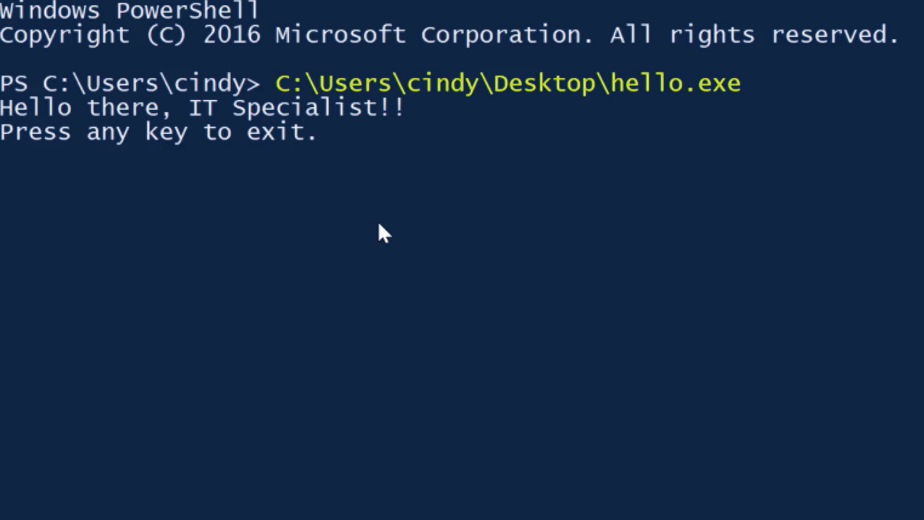 Windows PowerShell
Copyright (C) 2016 Microsoft Corporation. All rights reserved.
PS C:\Users\cindy> C:\Users\cindy\Desktop\hello.exe
Hello there, IT Specialist!!
Press any key to exit.